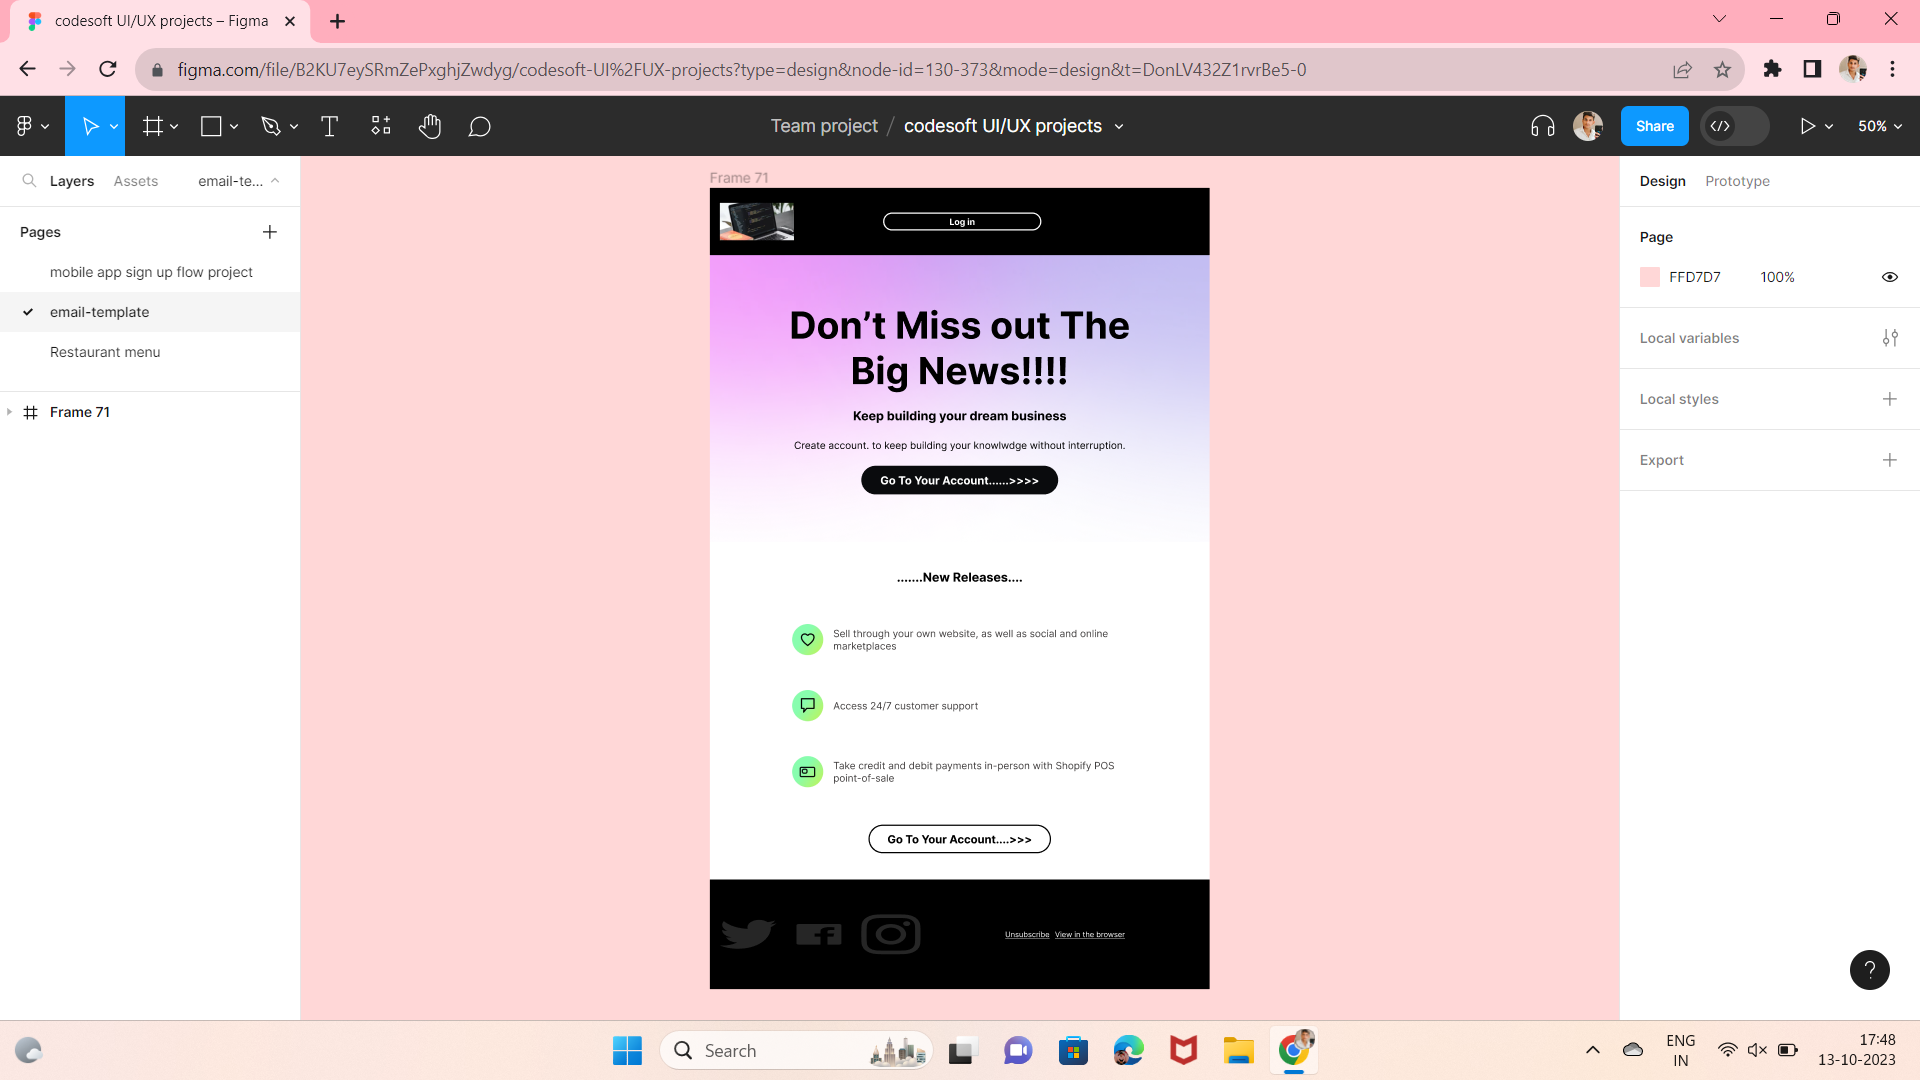 codesoft UI/UX projects – Figma
figma.com/file/B2KU7eySRmZePxghjZwdyg/codesoft-UI%2FUX-projects?type=design&node-id=130-373&mode=design&t=DonLV432Z1rvrBe5-0
Team project / codesoft UI/UX projects
Share
50%
Layers Assets email-te...
Pages
mobile app sign up flow project
email-template
Restaurant menu
Frame 71
Frame 71
Log in
Don’t Miss out The
Big News!!!!
Keep building your dream business
Create account. to keep building your knowlwdge without interruption.
Go To Your Account......>>>>
.......New Releases....
Sell through your own website, as well as social and online
marketplaces
Access 24/7 customer support
Take credit and debit payments in-person with Shopify POS
point-of-sale
Go To Your Account....>>>
Unsubscribe View in the browser
Design Prototype
Page
FFD7D7 100%
Local variables
Local styles
Export
?
Search
ENG
IN
17:48
13-10-2023